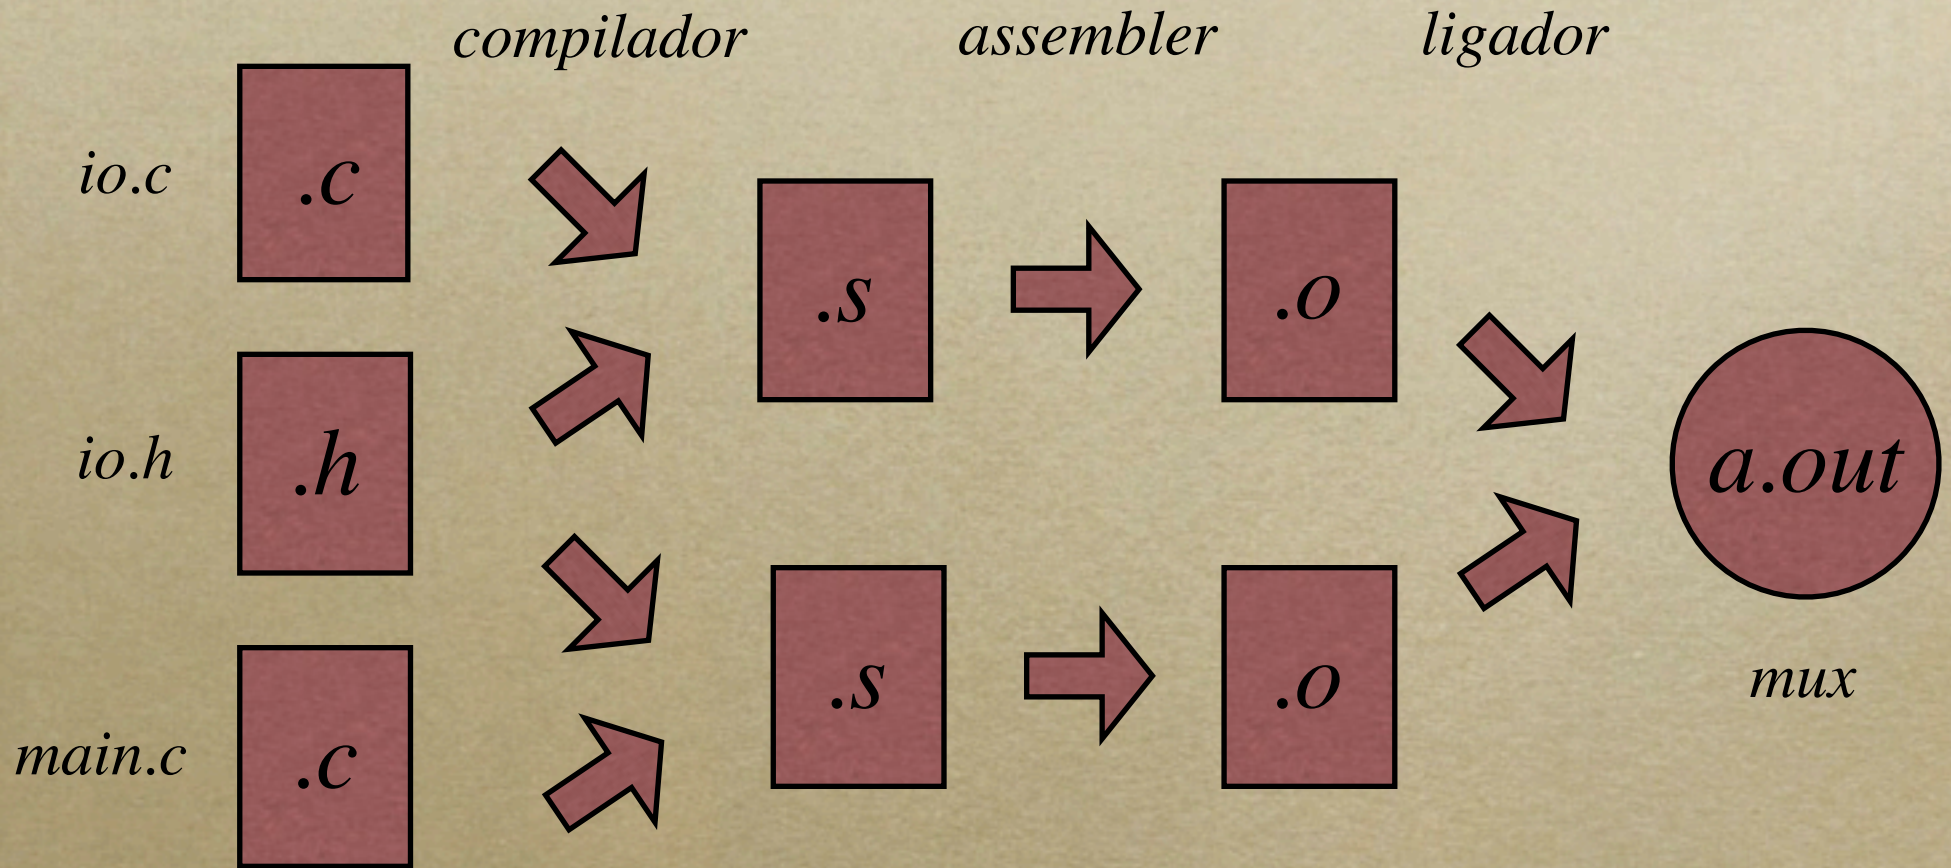 compilador
assembler
ligador
io.c
.c
.s
.o
io.h
.h
a.out
main.c
.c
.s
.o
mux